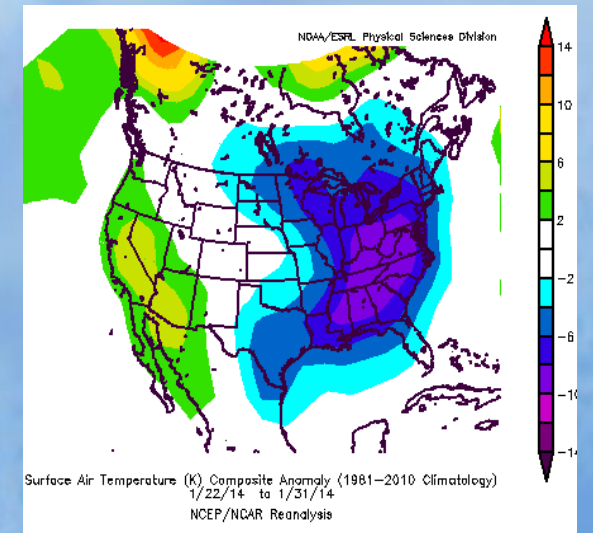 NOAA/ESRL Physical Sciences Division
14
10
6
2
−2
−6
−10
−14
Surface Air Temperature (K) Composite Anomaly (1981−2010 Climatology)
1/22/14 to 1/31/14
NCEP/NCAR Reanalysis